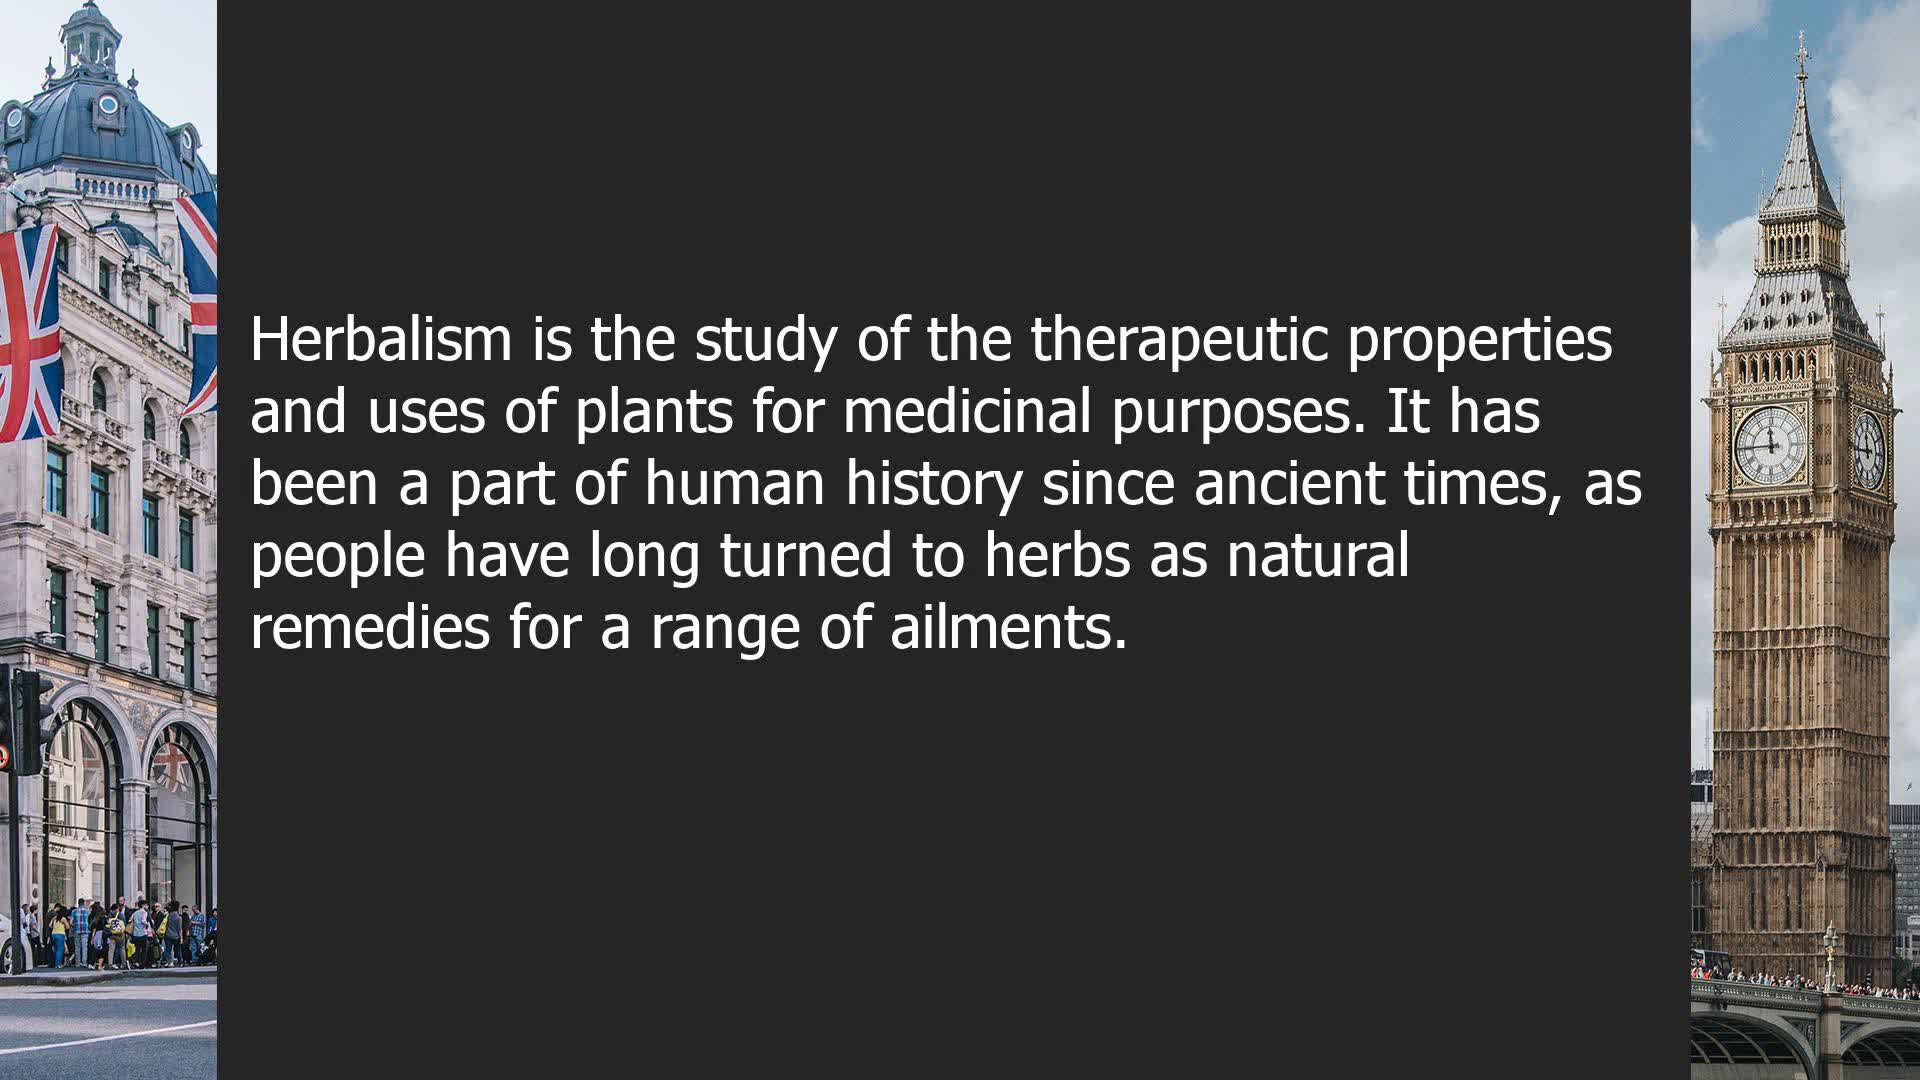 Herbalism is the study of the therapeutic properties
and uses of plants for medicinal purposes. It has
been a part of human history since ancient times, as
people have long turned to herbs as natural
remedies for a range of ailments.